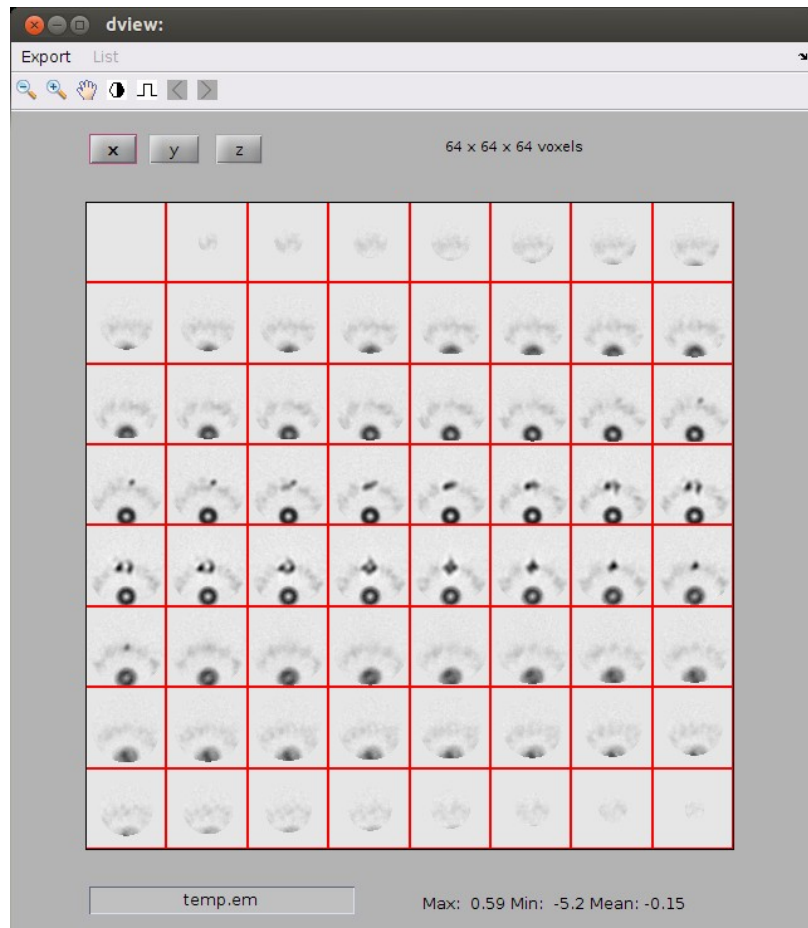 dview:
Export List
x y z 64 x 64 x 64 voxels
temp.em Max: 0.59 Min: -5.2 Mean: -0.15